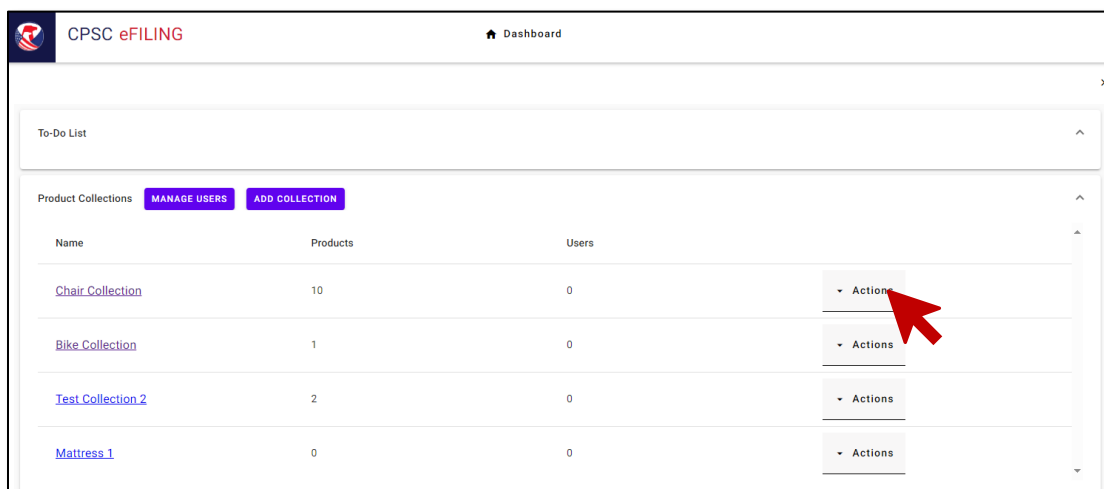 CPSC eFILING
Dashboard
To-Do List
Product Collections MANAGE USERS ADD COLLECTION
Name Products Users
Chair Collection 10 0 Actions
Bike Collection 1 0 Actions
Test Collection 2 2 0 Actions
Mattress 1 0 0 Actions